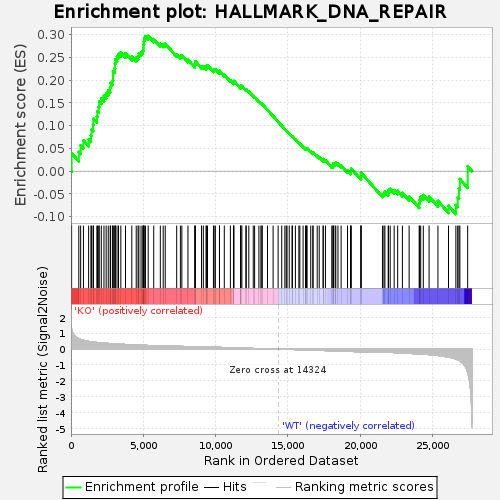 Enrichment plot: HALLMARK_DNA_REPAIR
Enrichment score (ES)
0.30
0.25
0.20
0.15
0.10
0.05
0.00
-0.05
-0.10
'KO' (positively correlated)
Ranked list metric (Signal2Noise)
2
1
0
-1
-2
-3
-4
-5
Zero cross at 14324
'WT' (negatively correlated)
0
5,000
10,000
15,000
20,000
25,000
Rank in Ordered Dataset
Enrichment profile
Hits
Ranking metric scores